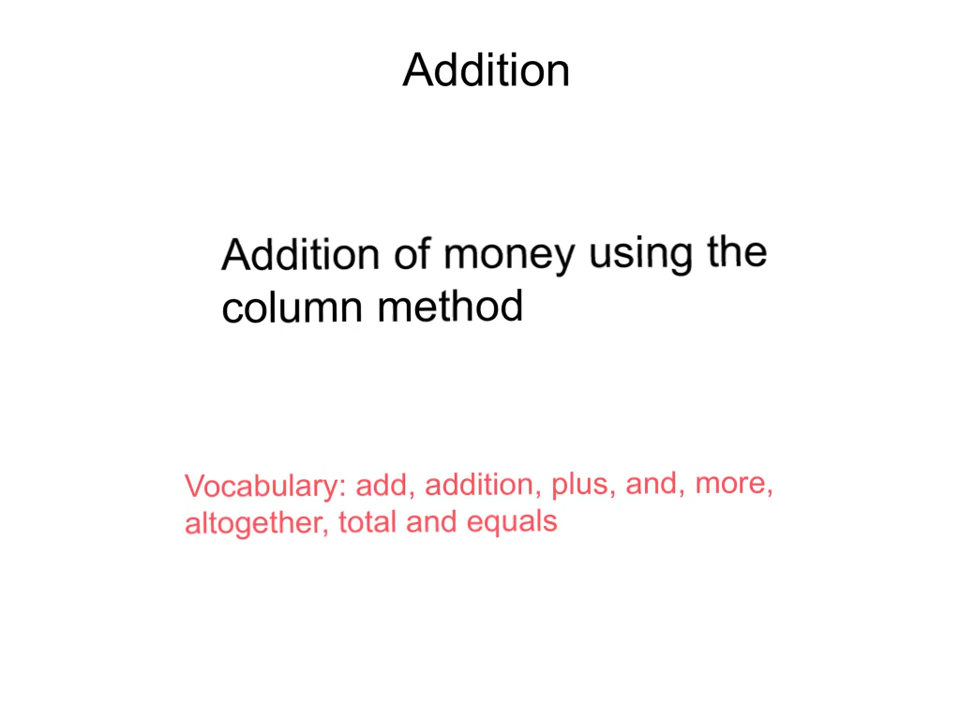 Addition
Addition of money using the
column method
Vocabulary: add, addition, plus, and, more,
altogether, total and equals